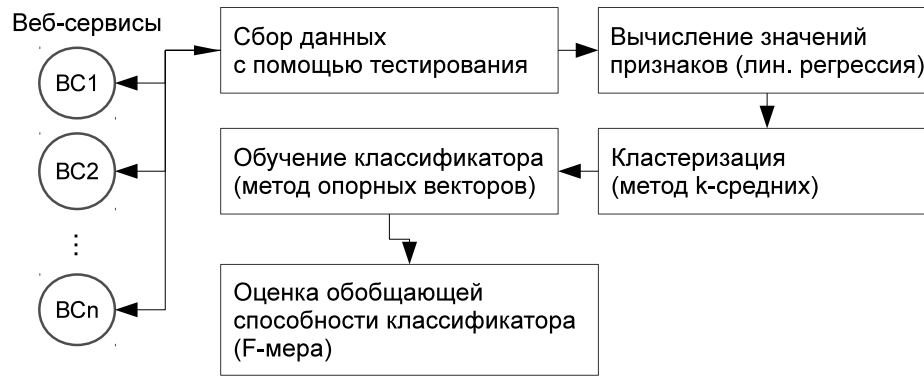 Веб-сервисы
ВС1
ВС2
...
ВСn
Сбор данных
с помощью тестирования
Вычисление значений
признаков (лин. регрессия)
Кластеризация
(метод k-средних)
Обучение классификатора
(метод опорных векторов)
Оценка обобщающей
способности классификатора
(F-мера)